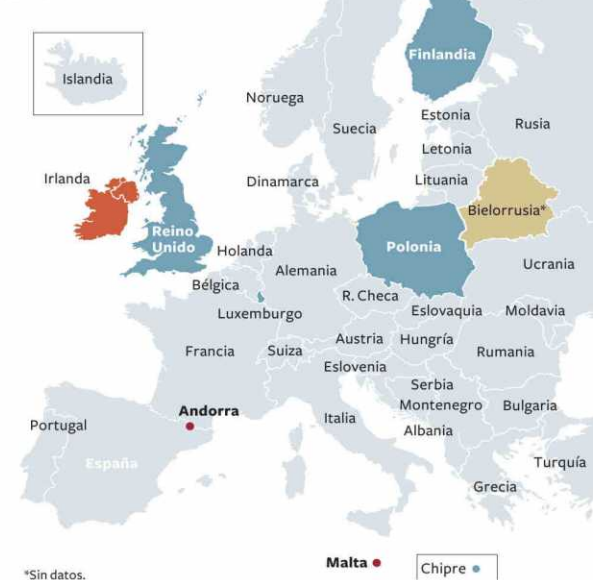 Finlandia
Islandia
Noruega
Suecia
Estonia
Rusia
Letonia
Irlanda
Dinamarca
Lituania
Bielorrusia*
Reino
Unido
Holanda
Polonia
Alemania
Ucrania
Bélgica
R. Checa
Luxemburgo
Eslovaquia
Moldavia
Francia
Suiza
Austria
Hungría
Rumania
Eslovenia
Serbia
Andorra
Montenegro
Bulgaria
Portugal
Italia
Albania
España
Turquía
Grecia
Malta
Chipre
*Sin datos.